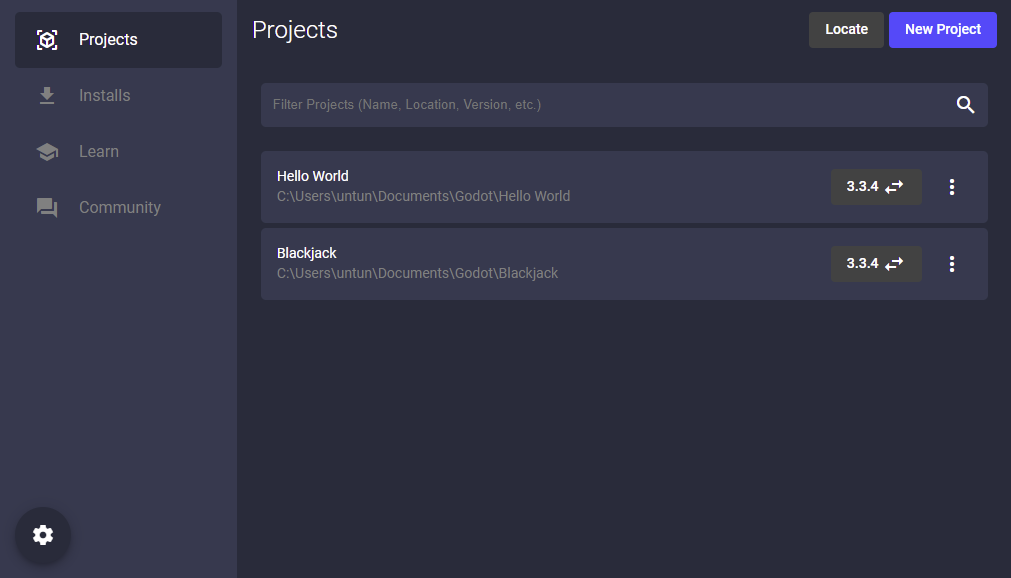 Projects
Installs
Learn
Community
Projects
Locate
New Project
Filter Projects (Name, Location, Version, etc.)
Hello World
C:\Users\untun\Documents\Godot\Hello World
3.3.4
Blackjack
C:\Users\untun\Documents\Godot\Blackjack
3.3.4